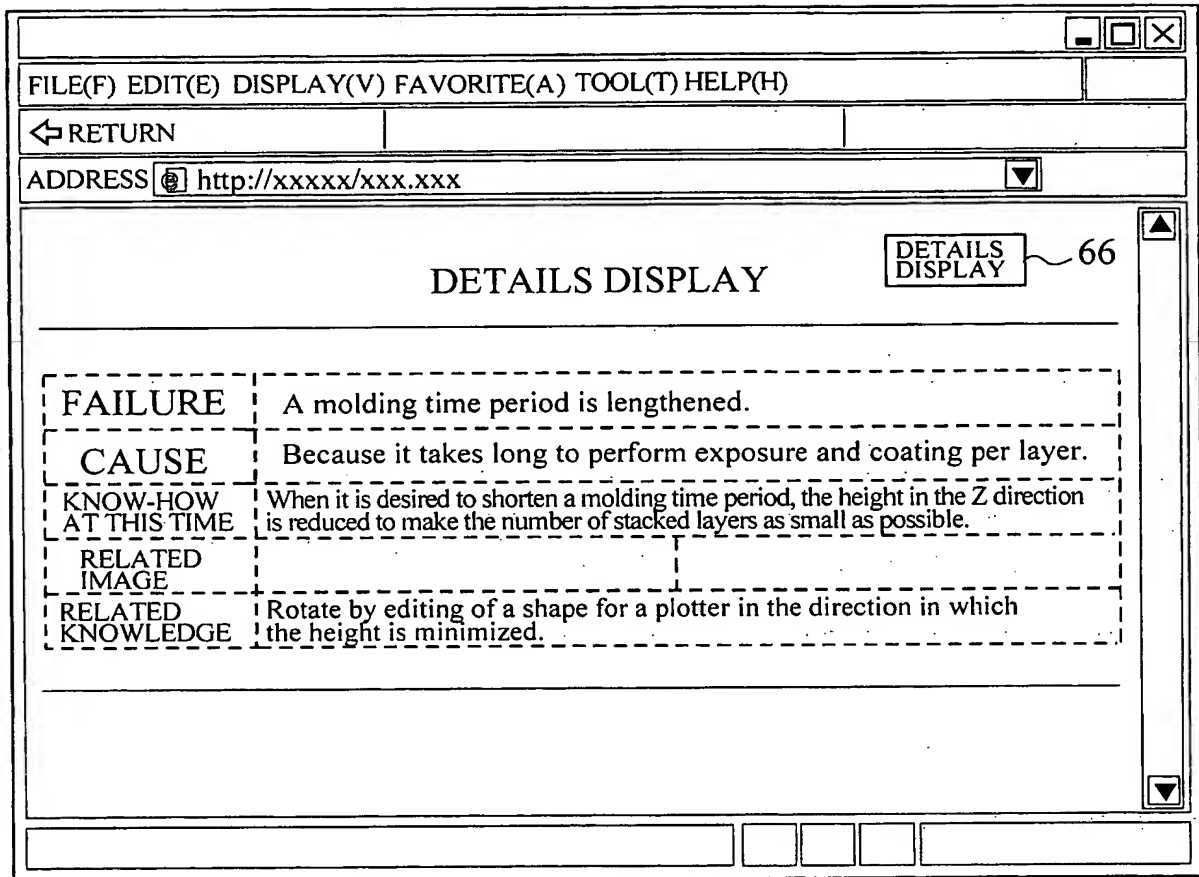 FILE(F) EDIT(E) DISPLAY(V) FAVORITE(A) TOOL(T) HELP(H)
RETURN
ADDRESS http://xxxxx/xxx.xxx
DETAILS
DISPLAY
66
DETAILS DISPLAY
FAILURE
A molding time period is lengthened.
CAUSE
Because it takes long to perform exposure and coating per layer.
KNOW-HOW
AT THIS TIME
When it is desired to shorten a molding time period, the height in the Z direction
is reduced to make the number of stacked layers as small as possible.
RELATED
IMAGE
RELATED
KNOWLEDGE
Rotate by editing of a shape for a plotter in the direction in which
the height is minimized.